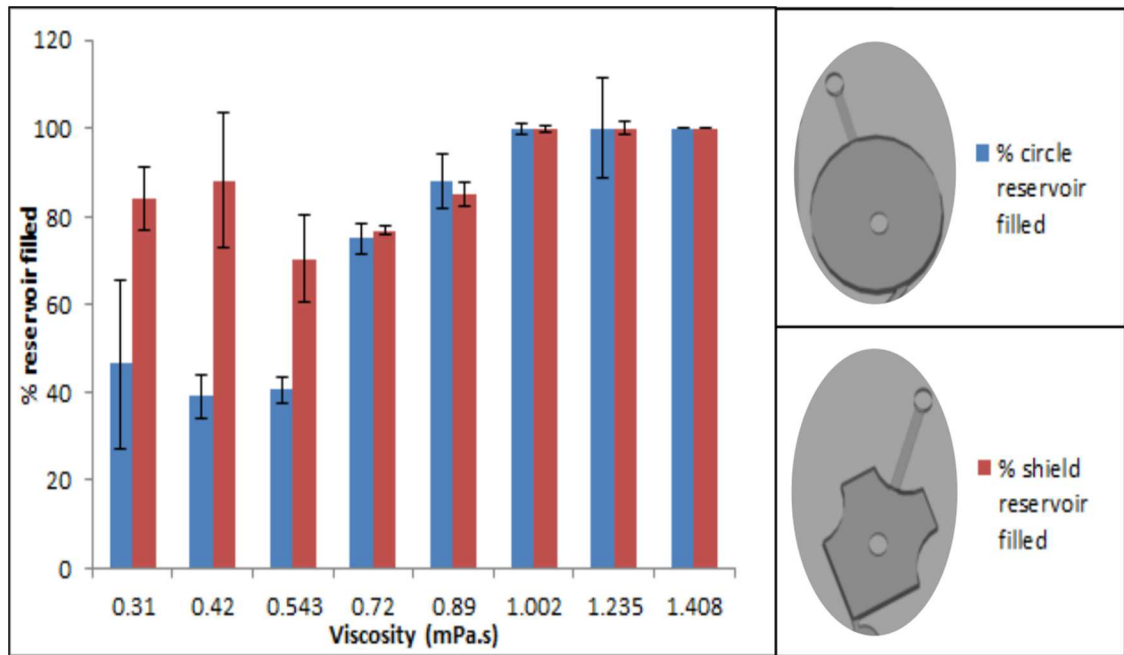 120
100
80
60
40
20
0
% reservoir filled
0.31 0.42 0.543 0.72 0.89 1.002 1.235 1.408
Viscosity (mPa.s)
% circle
reservoir
filled
% shield
reservoir
filled